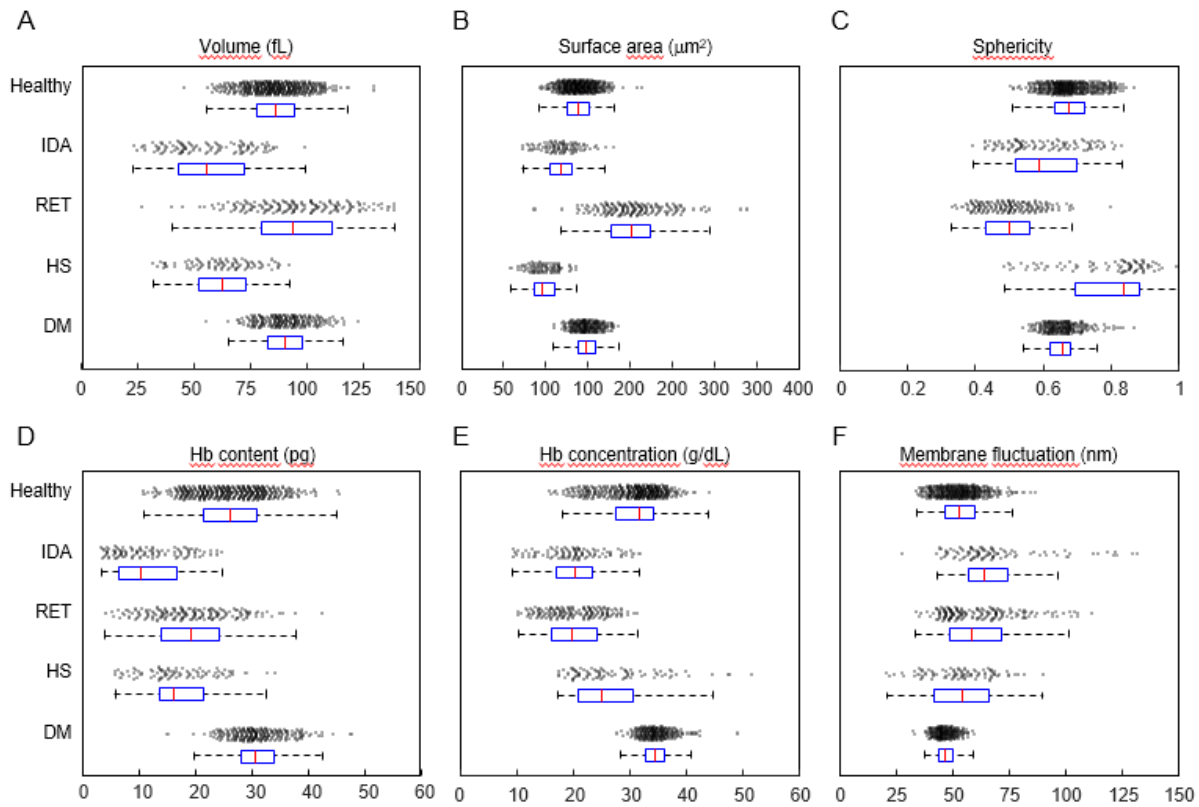 A B C
Volume (fL) Surface area (µm²) Sphericity
Healthy
IDA
RET
HS
DM
0 25 50 75 100 125 150 0 50 100 150 200 250 300 350 400 0 0.2 0.4 0.6 0.8 1
D E F
Hb content (pg) Hb concentration (g/dL) Membrane fluctuation (nm)
Healthy
IDA
RET
HS
DM
0 10 20 30 40 50 60 0 10 20 30 40 50 60 0 25 50 75 100 125 150